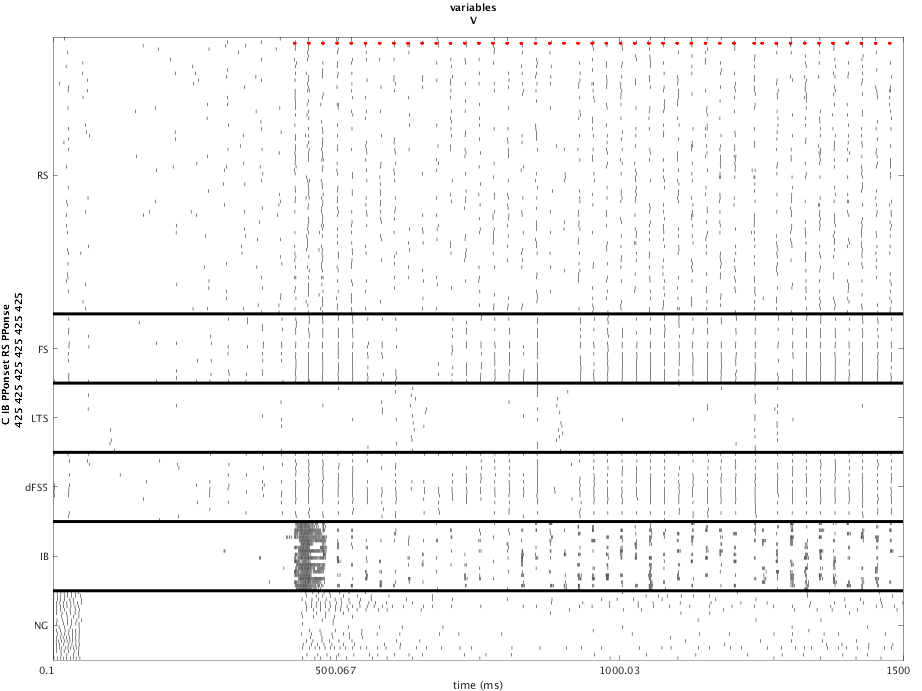 variables
V
C IB PPonset RS PPonse
425 425 425 425 425 425
RS
FS
LTS
dFS5
IB
NG
0.1
500.067
1000.03
1500
time (ms)